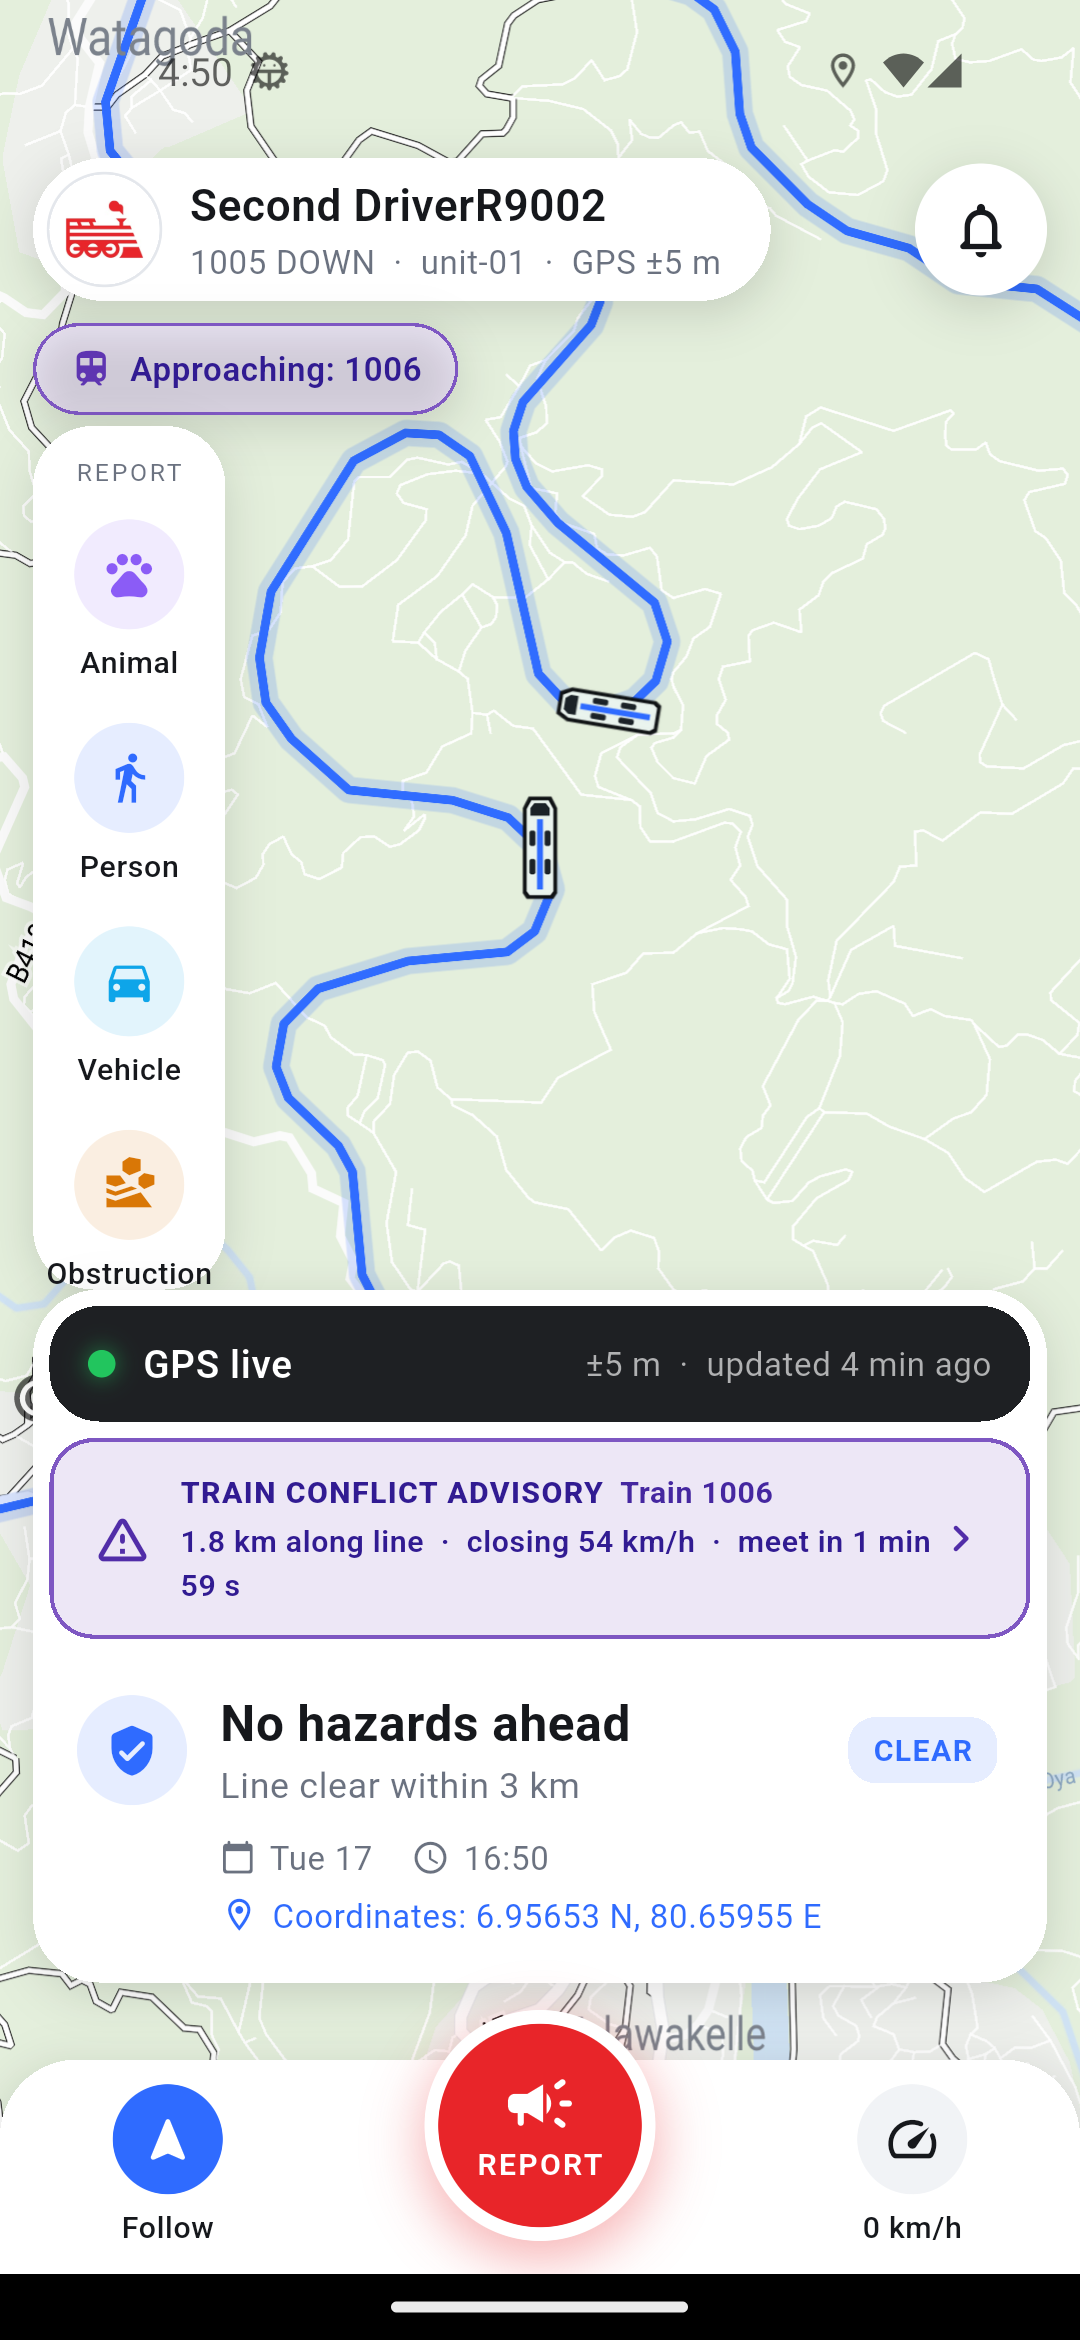 Watagoda
4:50
Second DriverR9002
1005 DOWN · unit-01 · GPS ±5 m
Approaching: 1006
REPORT
Animal
Person
Vehicle
Obstruction
GPS live
±5 m · updated 4 min ago
TRAIN CONFLICT ADVISORY Train 1006
1.8 km along line · closing 54 km/h · meet in 1 min
59 s
No hazards ahead
Line clear within 3 km
CLEAR
Tue 17 16:50
Coordinates: 6.95653 N, 80.65955 E
lawakelle
REPORT
Follow
0 km/h